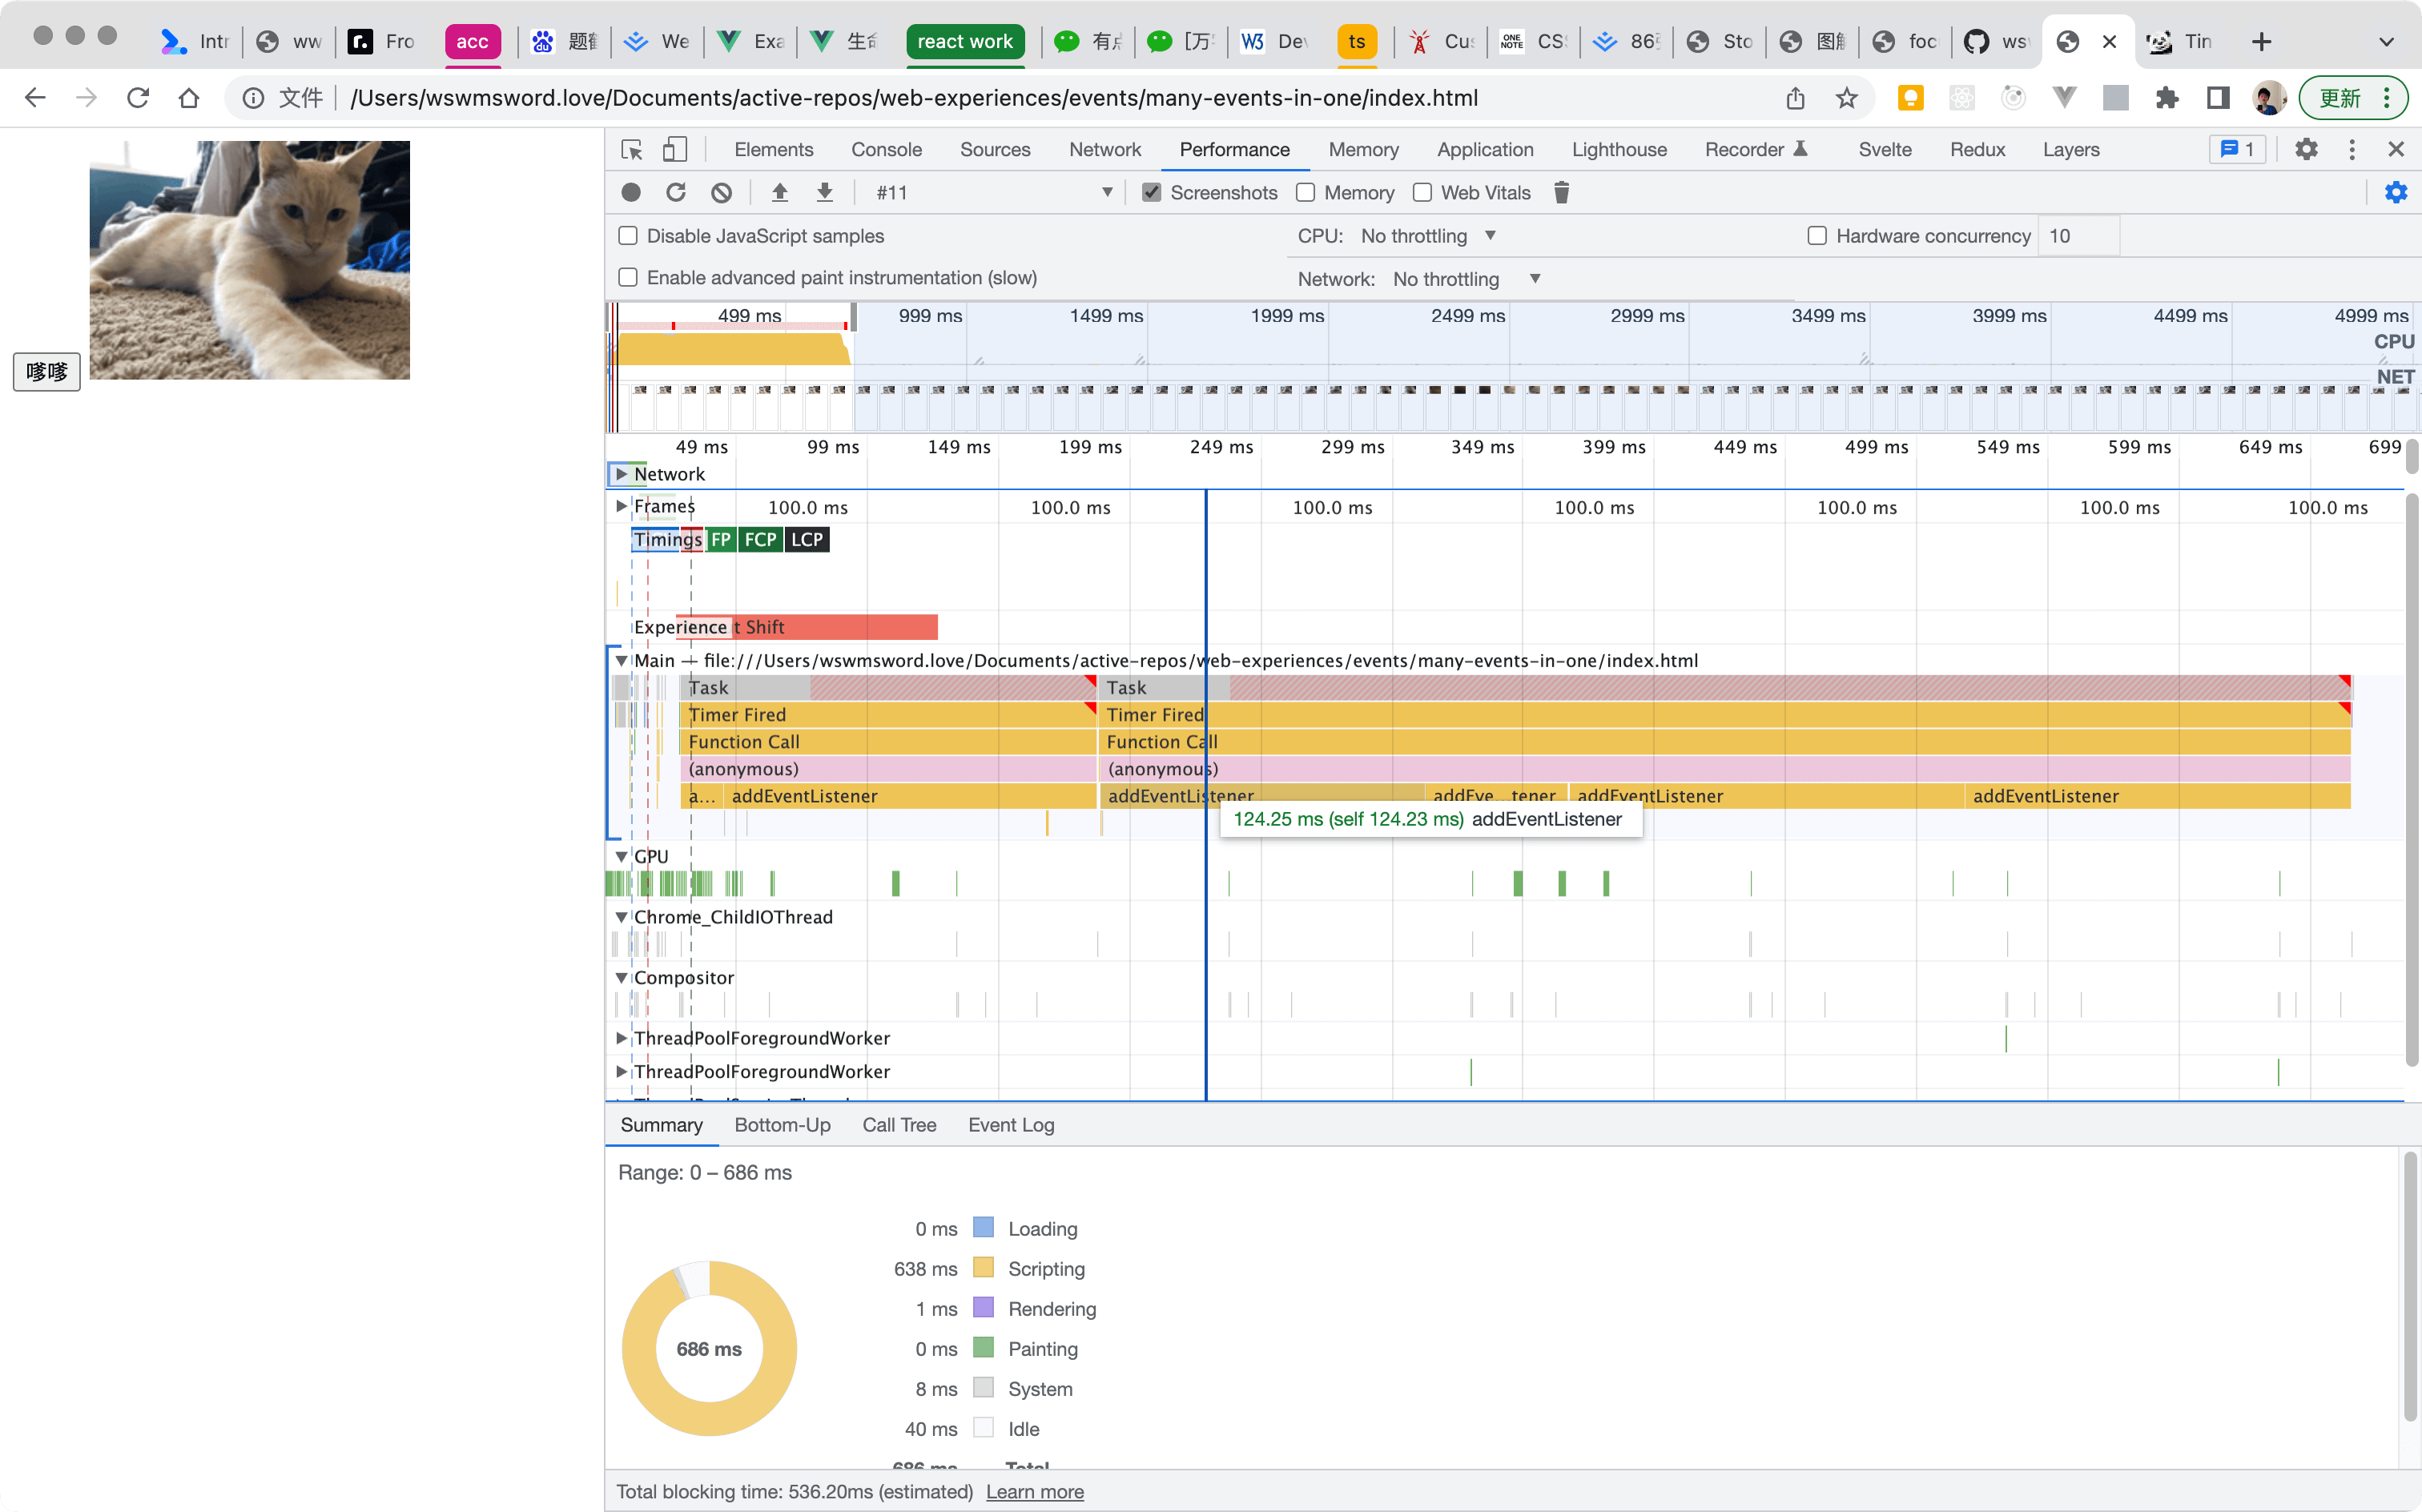 Intr
ww
Fro
acc
题
We
Exa
生
react work
有
[万
W3
De
ts
Cus
ONE NOTE
CS
86
Sto
图
foc
ws
Tin
文件
/Users/wswmsword.love/Documents/active-repos/web-experiences/events/many-events-in-one/index.html
更新
嗲嗲
Elements Console Sources Network Performance Memory Application Lighthouse Recorder Svelte Redux Layers 1
#11 Screenshots Memory Web Vitals
Disable JavaScript samples CPU: No throttling Hardware concurrency 10
Enable advanced paint instrumentation (slow) Network: No throttling
499 ms 999 ms 1499 ms 1999 ms 2499 ms 2999 ms 3499 ms 3999 ms 4499 ms 4999 ms
CPU
NET
49 ms 99 ms 149 ms 199 ms 249 ms 299 ms 349 ms 399 ms 449 ms 499 ms 549 ms 599 ms 649 ms 699
Network
Frames 100.0 ms 100.0 ms 100.0 ms 100.0 ms 100.0 ms 100.0 ms 100.0 ms
Timings FP FCP LCP
Experience t Shift
Main — file:///Users/wswmsword.love/Documents/active-repos/web-experiences/events/many-events-in-one/index.html
Task Task
Timer Fired Timer Fired
Function Call Function Call
(anonymous) (anonymous)
a... addEventListener addEventListener addEve...tener addEventListener addEventListener
124.25 ms (self 124.23 ms) addEventListener
GPU
Chrome_ChildIOThread
Compositor
ThreadPoolForegroundWorker
ThreadPoolForegroundWorker
Summary Bottom-Up Call Tree Event Log
Range: 0 – 686 ms
0 ms Loading
638 ms Scripting
1 ms Rendering
686 ms
0 ms Painting
8 ms System
40 ms Idle
686 ms Total
Total blocking time: 536.20ms (estimated) Learn more